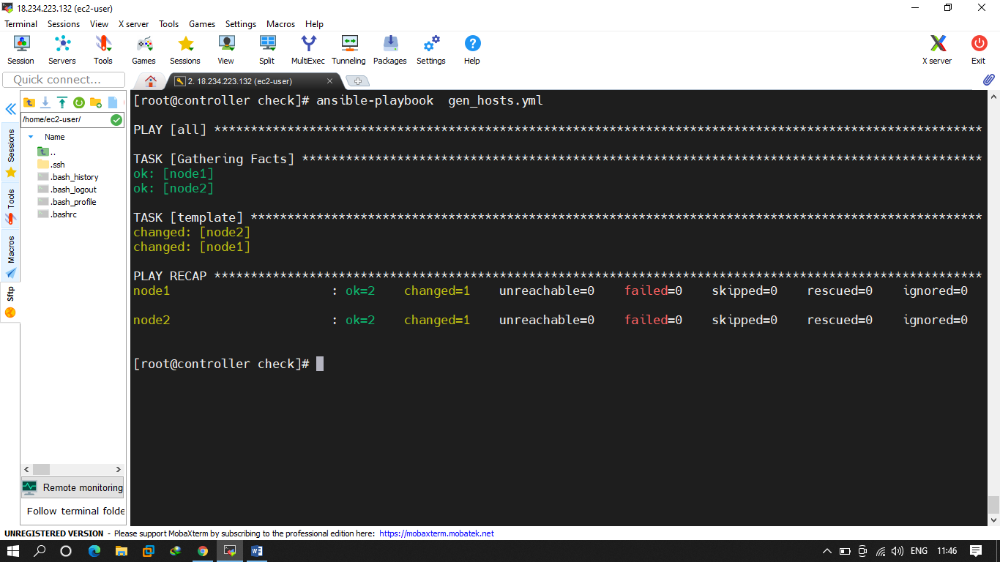 18.234.223.132 (ec2-user)
Terminal Sessions View X server Tools Games Settings Macros Help
Session Servers Tools Games Sessions View Split MultiExec Tunneling Packages Settings Help X server Exit
Quick connect...
2. 18.234.223.132 (ec2-user)
/home/ec2-user/
Name
..
.ssh
.bash_history
.bash_logout
.bash_profile
.bashrc
Sessions
Tools
Macros
Sftp
Remote monitoring
Follow terminal folde
[root@controller check]# ansible-playbook  gen_hosts.yml
PLAY [all] *********************************************************************************************************
TASK [Gathering Facts] *********************************************************************************************
ok: [node1]
ok: [node2]
TASK [template] ****************************************************************************************************
changed: [node2]
changed: [node1]
PLAY RECAP *********************************************************************************************************
node1 : ok=2 changed=1 unreachable=0 failed=0 skipped=0 rescued=0 ignored=0
node2 : ok=2 changed=1 unreachable=0 failed=0 skipped=0 rescued=0 ignored=0
[root@controller check]#
UNREGISTERED VERSION - Please support MobaXterm by subscribing to the professional edition here: https://mobaxterm.mobatek.net
ENG 11:46